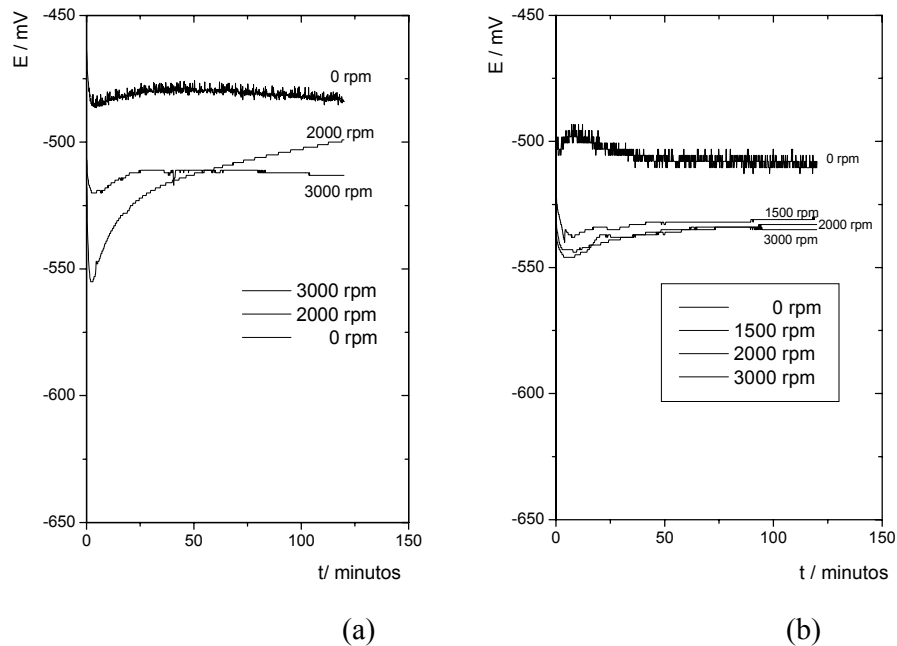 E / mV
-450
-500
-550
-600
-650
0
50
100
150
t/ minutos
0 rpm
2000 rpm
3000 rpm
3000 rpm
2000 rpm
0 rpm
(a)
E / mV
-450
-500
-550
-600
-650
0
50
100
150
t / minutos
0 rpm
1500 rpm
2000 rpm
3000 rpm
0 rpm
1500 rpm
2000 rpm
3000 rpm
(b)